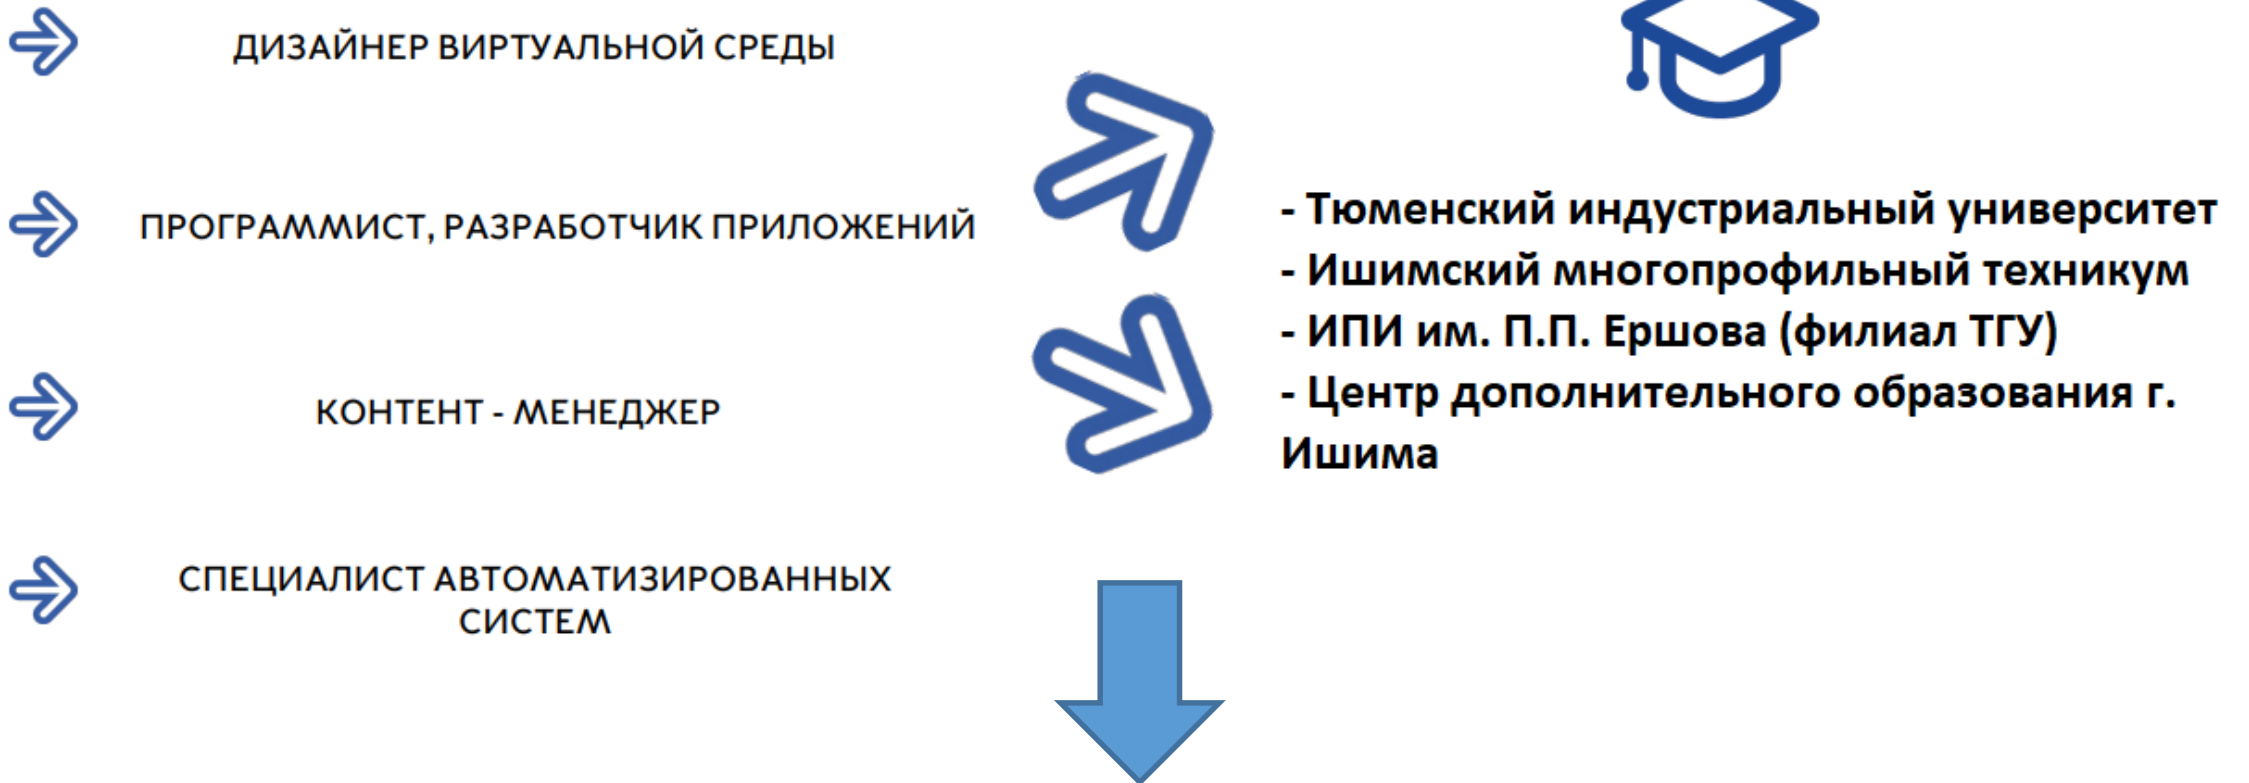 ДИЗАЙНЕР ВИРТУАЛЬНОЙ СРЕДЫ
ПРОГРАММИСТ, РАЗРАБОТЧИК ПРИЛОЖЕНИЙ
КОНТЕНТ - МЕНЕДЖЕР
СПЕЦИАЛИСТ АВТОМАТИЗИРОВАННЫХ
СИСТЕМ
- Тюменский индустриальный университет
- Ишимский многопрофильный техникум
- ИПИ им. П.П. Ершова (филиал ТГУ)
- Центр дополнительного образования г.
Ишима